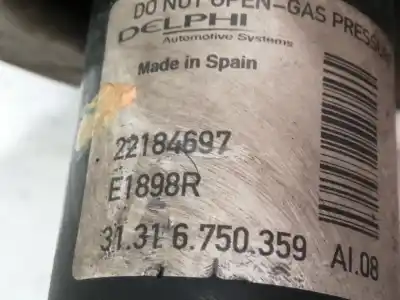 DO NOT OPEN-GAS
DELPHI
Automotive Systems
Made in Spain
22184697
E1898R
31.31 6.750.359 AI.08